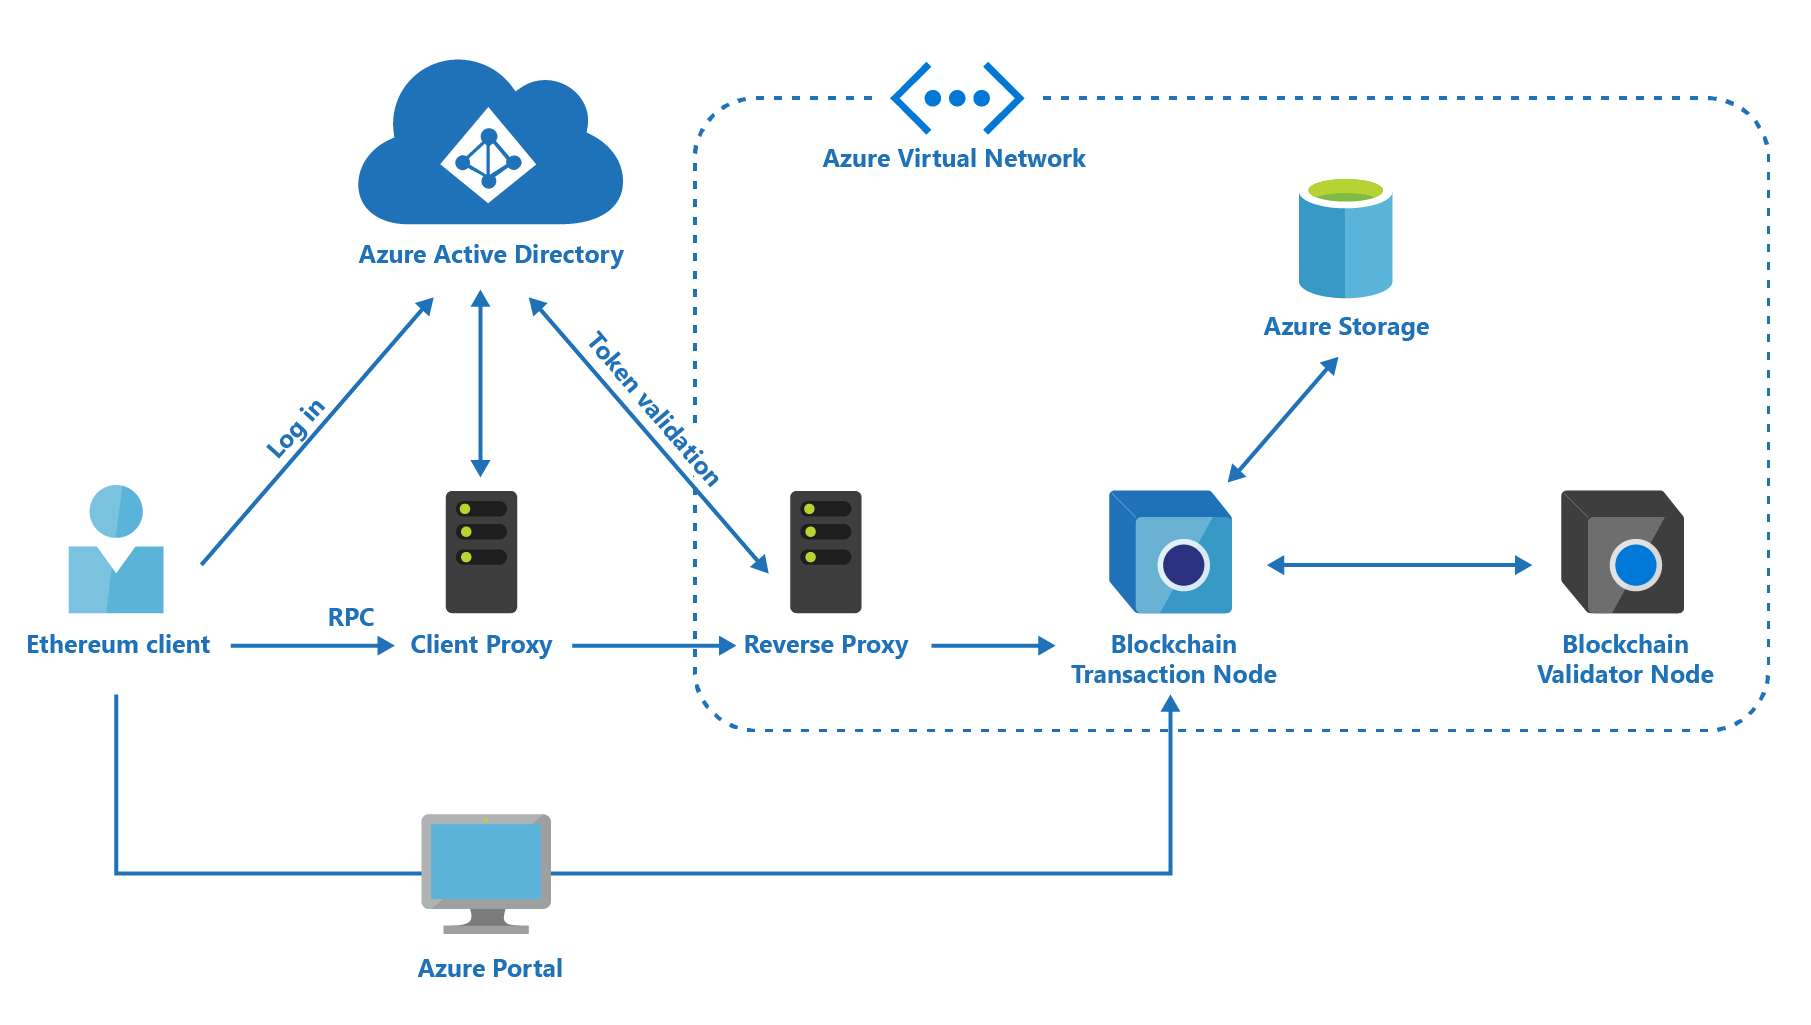 Azure Virtual Network
Azure Active Directory
Azure Storage
Log in
Token validation
RPC
Ethereum client
Client Proxy
Reverse Proxy
Blockchain
Transaction Node
Blockchain
Validator Node
Azure Portal